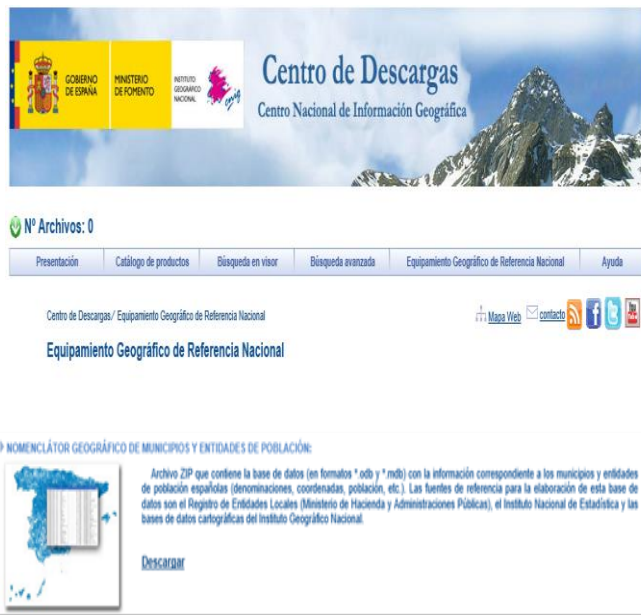 GOBIERNO
DE ESPAÑA
MINISTERIO
DE FOMENTO
INSTITUTO
GEOGRÁFICO
NACIONAL
cnig
Centro de Descargas
Centro Nacional de Información Geográfica
Nº Archivos: 0
Presentación Catálogo de productos Búsqueda en visor Búsqueda avanzada Equipamiento Geográfico de Referencia Nacional Ayuda
Centro de Descargas/ Equipamiento Geográfico de Referencia Nacional
Mapa Web contacto
Equipamiento Geográfico de Referencia Nacional
NOMENCLÁTOR GEOGRÁFICO DE MUNICIPIOS Y ENTIDADES DE POBLACIÓN:
Archivo ZIP que contiene la base de datos (en formatos *.odb y *.mdb) con la información correspondiente a los municipios y entidades
de población españolas (denominaciones, coordenadas, población, etc.). Las fuentes de referencia para la elaboración de esta base de
datos son el Registro de Entidades Locales (Ministerio de Hacienda y Administraciones Públicas), el Instituto Nacional de Estadística y las
bases de datos cartográficas del Instituto Geográfico Nacional.
Descargar